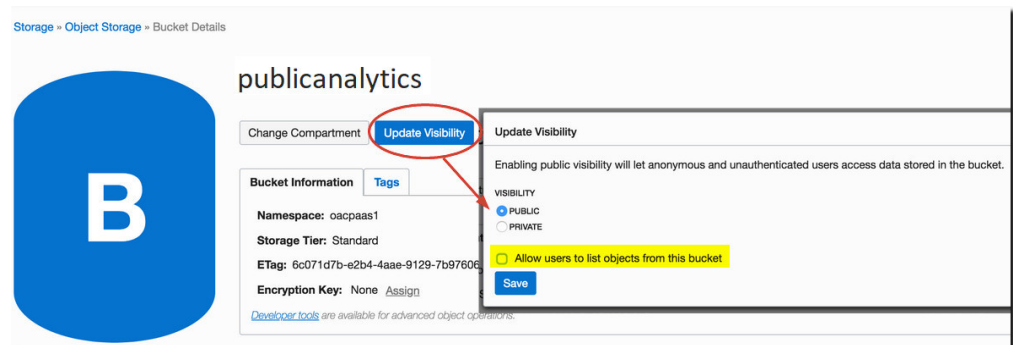 Storage » Object Storage » Bucket Details
B
publicanalytics
Change Compartment
Update Visibility
Bucket Information
Tags
Namespace: oacpaas1
Storage Tier: Standard
ETag: 6c071d7b-e2b4-4aae-9129-7b97606
Encryption Key: None Assign
Developer tools are available for advanced object operations.
Update Visibility
Enabling public visibility will let anonymous and unauthenticated users access data stored in the bucket.
VISIBILITY
PUBLIC
PRIVATE
Allow users to list objects from this bucket
Save